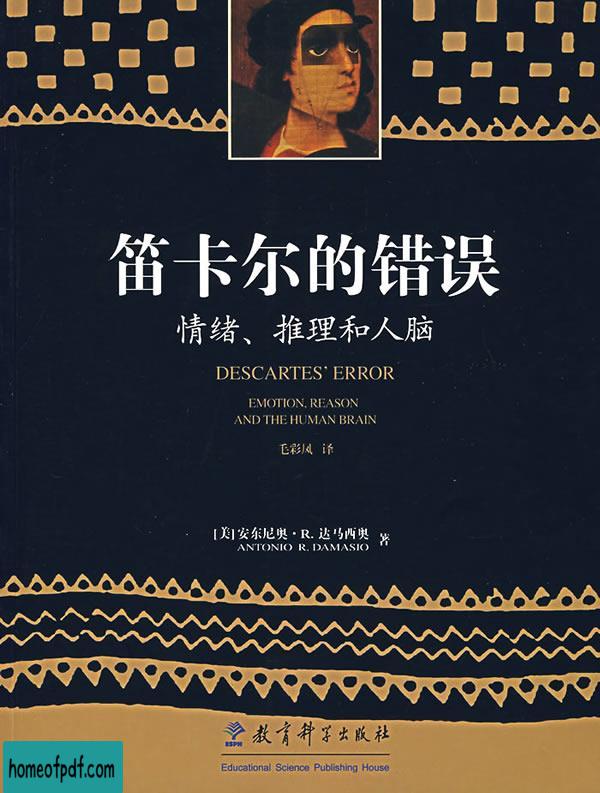 笛卡尔的错误
情绪、推理和人脑
DESCARTES' ERROR
EMOTION, REASON
AND THE HUMAN BRAIN
毛彩凤 译
[美]安东尼奥·R. 达马西奥 著
ANTONIO R. DAMASIO
ESPH
教育科学出版社
Educational Science Publishing House
homeofpdf.com